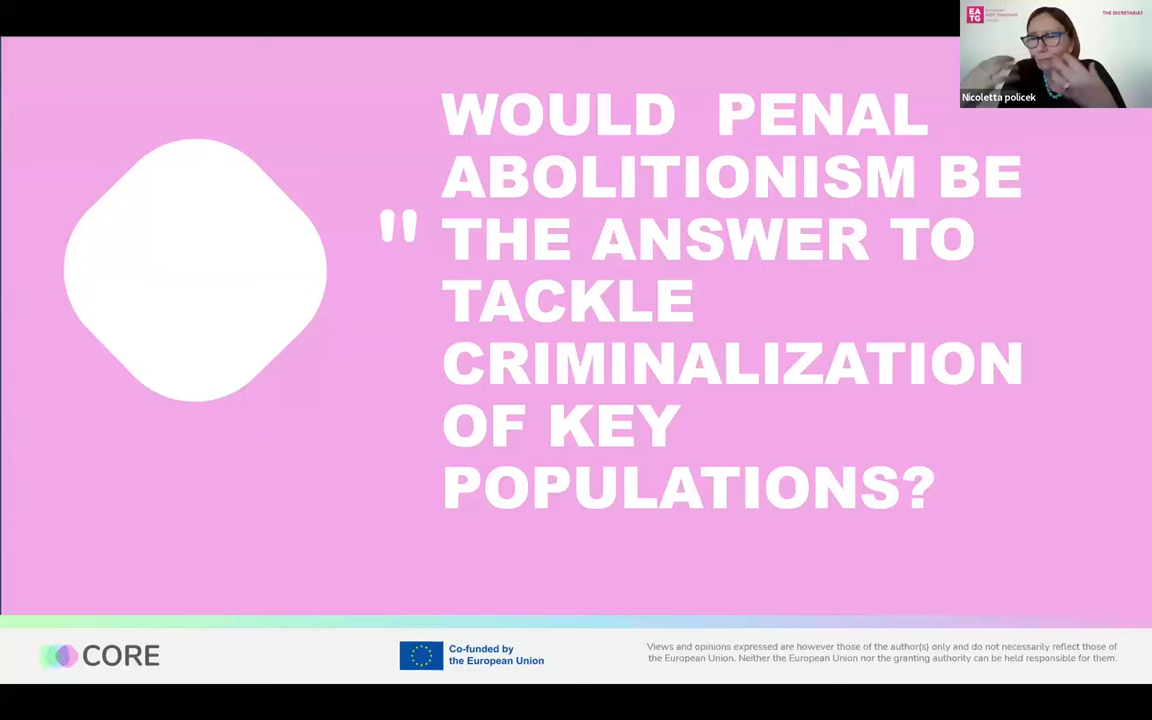 EA
TG
THE SECRETARIAT
Nicoletta policek
"
WOULD PENAL
ABOLITIONISM BE
THE ANSWER TO
TACKLE
CRIMINALIZATION
OF KEY
POPULATIONS?
CORE
Co-funded by
the European Union
Views and opinions expressed are however those of the author(s) only and do not necessarily reflect those of
the European Union. Neither the European Union nor the granting authority can be held responsible for them.